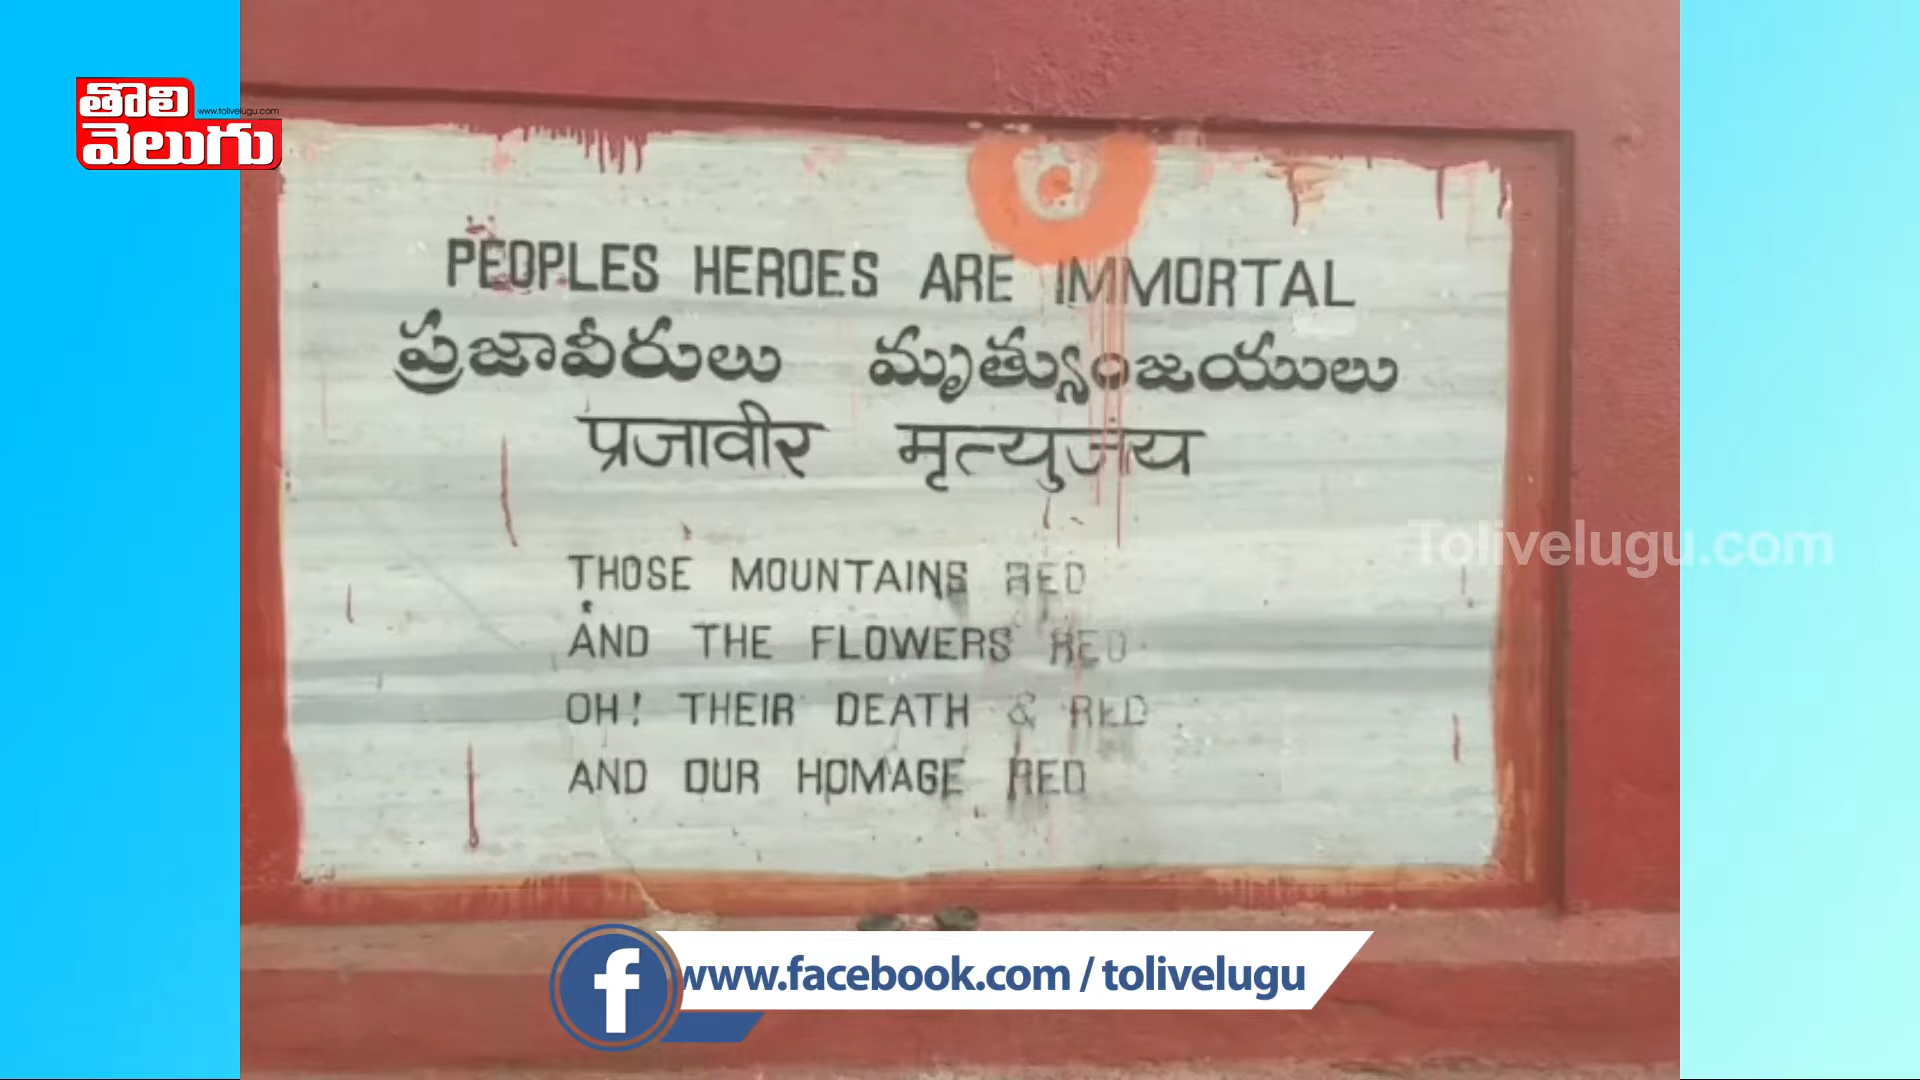 తొలి
www.tolivelugu.com
వెలుగు
PEOPLES HEROES ARE IMMORTAL
ప్రజావీరులు మృత్యుంజయులు
प्रजावीर मृत्युजंय
THOSE MOUNTAINS RED
AND THE FLOWERS RED
OH! THEIR DEATH & RED
AND OUR HOMAGE RED
Tolivelugu.com
www.facebook.com / tolivelugu